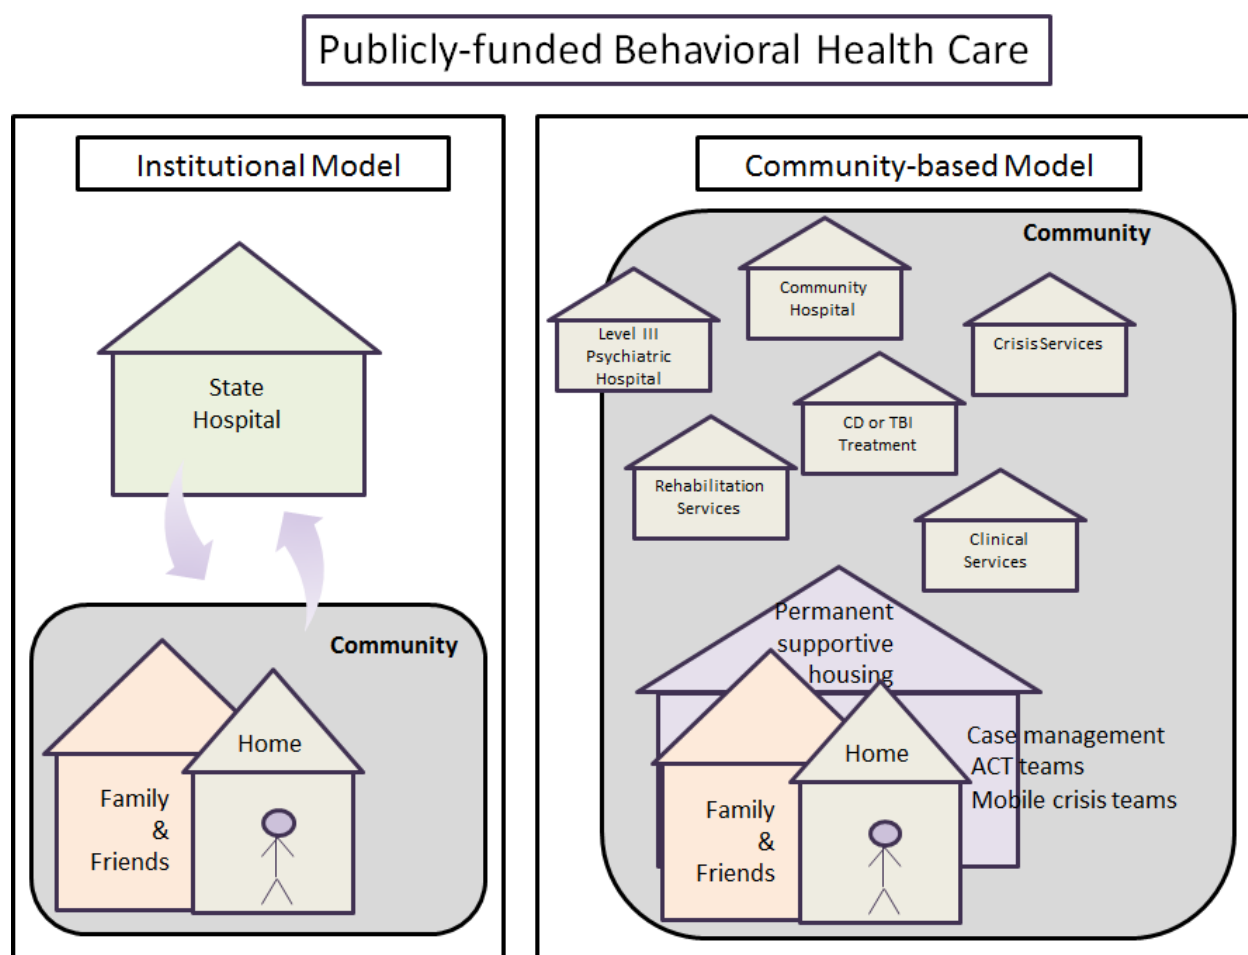 Publicly-funded Behavioral Health Care
Institutional Model
State
Hospital
Community
Home
Family
&
Friends
Community-based Model
Community
Community
Hospital
Level III
Psychiatric
Hospital
Crisis Services
CD or TBI
Treatment
Rehabilitation
Services
Clinical
Services
Permanent
supportive
housing
Home
Case management
ACT teams
Mobile crisis teams
Family
&
Friends